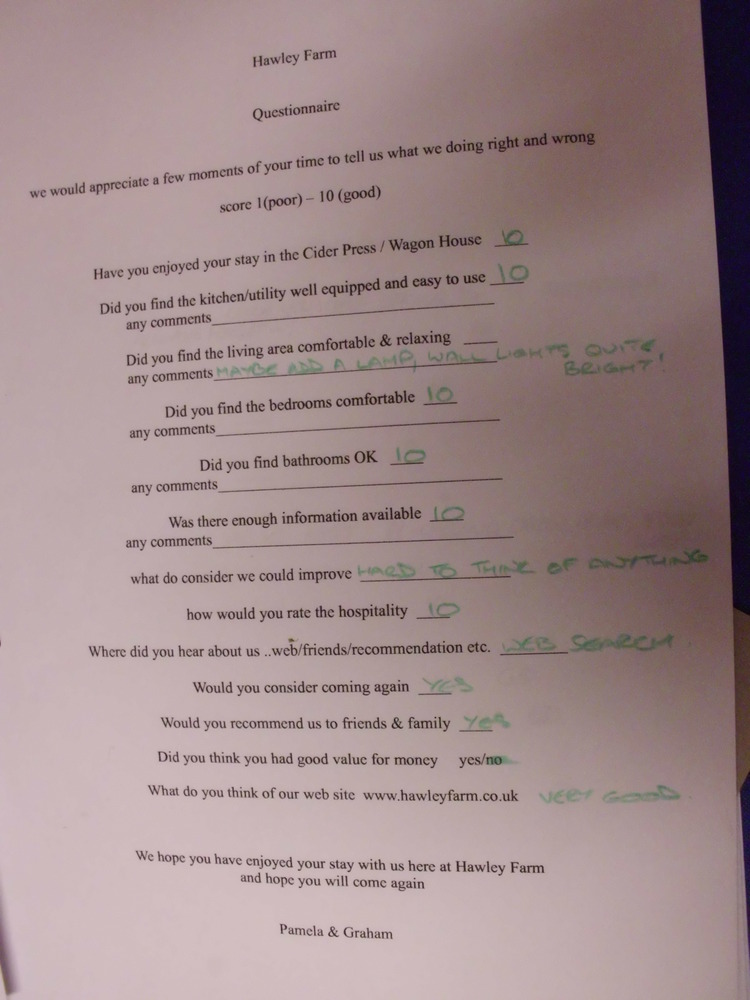 Hawley Farm
Questionnaire
we would appreciate a few moments of your time to tell us what we doing right and wrong
score 1(poor) – 10 (good)
Have you enjoyed your stay in the Cider Press / Wagon House 10
Did you find the kitchen/utility well equipped and easy to use 10
any comments
Did you find the living area comfortable & relaxing
any comments MAYBE ADD A LAMP, WALL LIGHTS QUITE
BRIGHT!
Did you find the bedrooms comfortable 10
any comments
Did you find bathrooms OK 10
any comments
Was there enough information available 10
any comments
what do consider we could improve HARD TO THINK OF ANYTHING
how would you rate the hospitality 10
Where did you hear about us ..web/friends/recommendation etc. WEB SEARCH.
Would you consider coming again YES
Would you recommend us to friends & family YES
Did you think you had good value for money yes/no
What do you think of our web site www.hawleyfarm.co.uk VERY GOOD.
We hope you have enjoyed your stay with us here at Hawley Farm
and hope you will come again
Pamela & Graham